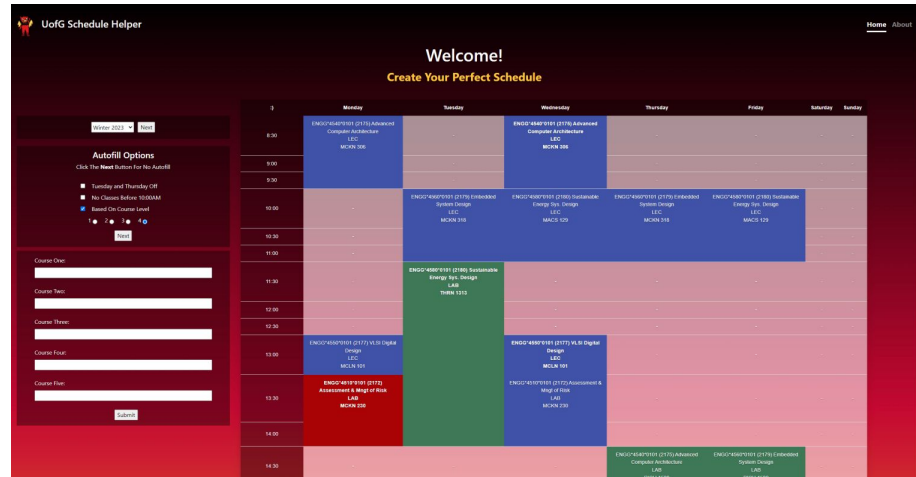 UofG Schedule Helper
Home About
Welcome!
Create Your Perfect Schedule
Winter 2023 Next
Autofill Options
Click The Next Button For No Autofill
Tuesday and Thursday Off
No Classes Before 10:00AM
Based On Course Level
1 2 3 4
Next
Course One:
Course Two:
Course Three:
Course Four:
Course Five:
Submit
:) Monday Tuesday Wednesday Thursday Friday Saturday Sunday
8:30
ENGG*4540*0101 (2175) Advanced
Computer Architecture
LEC
MCKN 306
ENGG*4540*0101 (2175) Advanced
Computer Architecture
LEC
MCKN 306
9:00
9:30
10:00
ENGG*4560*0101 (2179) Embedded
System Design
LEC
MCKN 318
ENGG*4580*0101 (2180) Sustainable
Energy Sys. Design
LEC
MACS 129
ENGG*4560*0101 (2179) Embedded
System Design
LEC
MCKN 318
ENGG*4580*0101 (2180) Sustainable
Energy Sys. Design
LEC
MACS 129
10:30
11:00
11:30
ENGG*4580*0101 (2180) Sustainable
Energy Sys. Design
LAB
THRN 1313
12:00
12:30
13:00
ENGG*4550*0101 (2177) VLSI Digital
Design
LEC
MCLN 101
ENGG*4550*0101 (2177) VLSI Digital
Design
LEC
MCLN 101
13:30
ENGG*4510*0101 (2172)
Assessment & Mngt of Risk
LAB
MCKN 230
ENGG*4510*0101 (2172) Assessment &
Mngt of Risk
LAB
MCKN 230
14:00
14:30
ENGG*4540*0101 (2175) Advanced
Computer Architecture
LAB
ENGG*4560*0101 (2179) Embedded
System Design
LAB